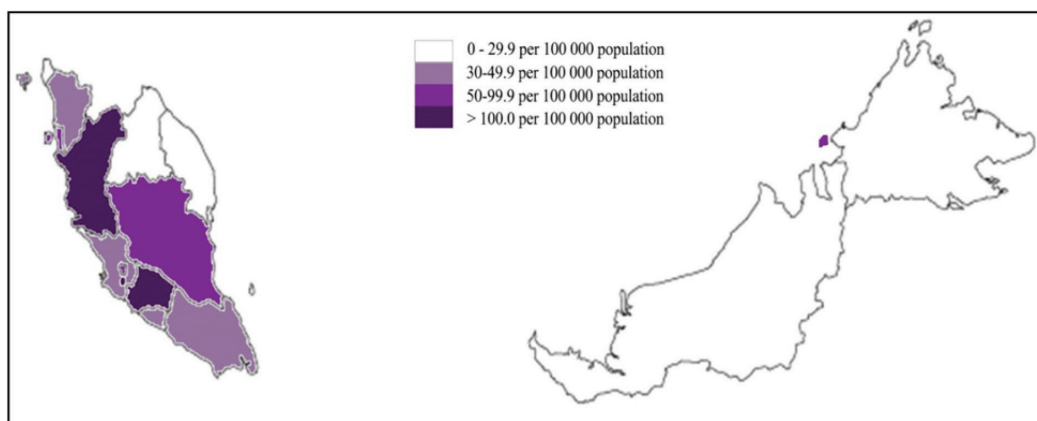 0 - 29.9 per 100 000 population
30-49.9 per 100 000 population
50-99.9 per 100 000 population
> 100.0 per 100 000 population